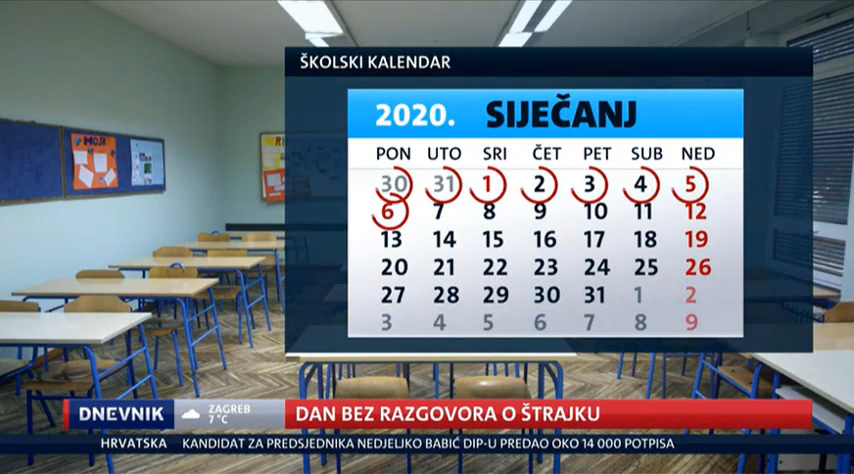 ŠKOLSKI KALENDAR
2020. SIJEČANJ
PON UTO SRI ČET PET SUB NED
30 31 1 2 3 4 5
6 7 8 9 10 11 12
13 14 15 16 17 18 19
20 21 22 23 24 25 26
27 28 29 30 31 1 2
3 4 5 6 7 8 9
MOJI
DNEVNIK ZAGREB 7°C DAN BEZ RAZGOVORA O ŠTRAJKU
HRVATSKA KANDIDAT ZA PREDSJEDNIKA NEDJELJKO BABIĆ DIP-U PREDAO OKO 14 000 POTPISA